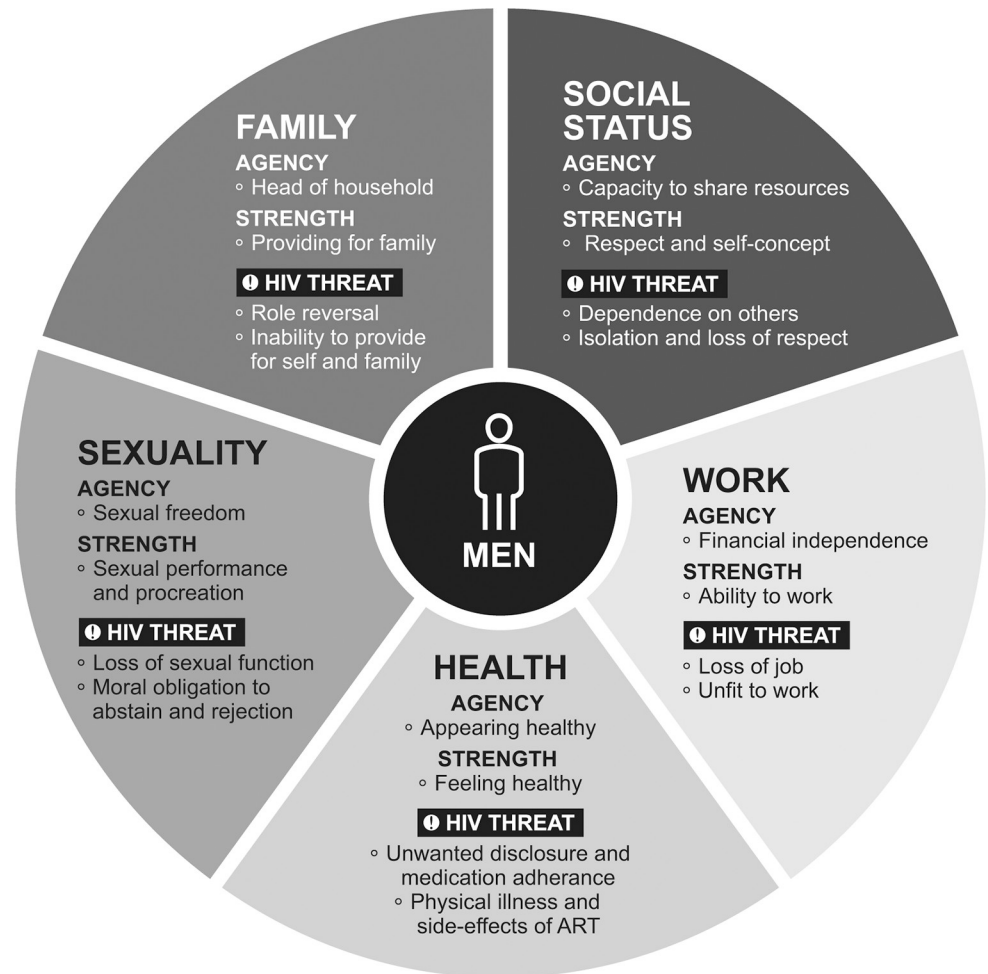 FAMILY
AGENCY
◦ Head of household
STRENGTH
◦ Providing for family
! HIV THREAT
◦ Role reversal
◦ Inability to provide
for self and family
SOCIAL
STATUS
AGENCY
◦ Capacity to share resources
STRENGTH
◦ Respect and self-concept
! HIV THREAT
◦ Dependence on others
◦ Isolation and loss of respect
SEXUALITY
AGENCY
◦ Sexual freedom
STRENGTH
◦ Sexual performance
and procreation
! HIV THREAT
◦ Loss of sexual function
◦ Moral obligation to
abstain and rejection
MEN
WORK
AGENCY
◦ Financial independence
STRENGTH
◦ Ability to work
! HIV THREAT
◦ Loss of job
◦ Unfit to work
HEALTH
AGENCY
◦ Appearing healthy
STRENGTH
◦ Feeling healthy
! HIV THREAT
◦ Unwanted disclosure and
medication adherance
◦ Physical illness and
side-effects of ART